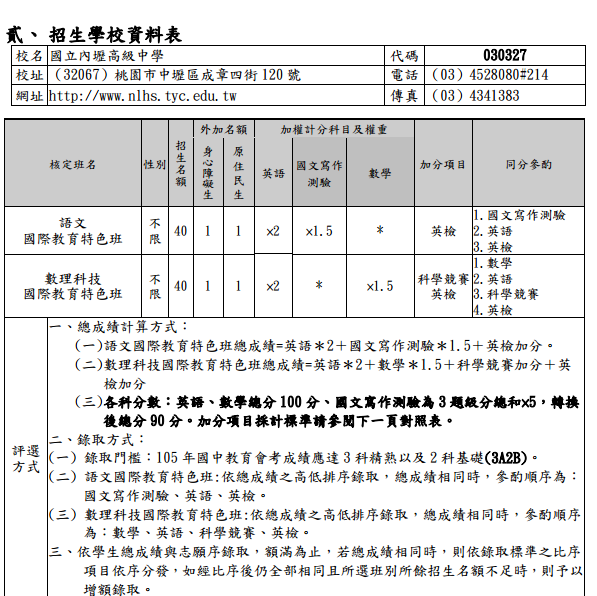 貳、 招生學校資料表
校名 國立內壢高級中學 代碼 030327
校址 （32067）桃園市中壢區成章四街 120 號 電話 （03）4528080#214
網址 http://www.nlhs.tyc.edu.tw 傳真 （03）4341383
核定班名 性別 招生名額 外加名額 加權計分科目及權重 加分項目 同分參酌
身心障礙生 原住民生 英語 國文寫作測驗 數學
語文
國際教育特色班 不限 40 1 1 ×2 ×1.5 * 英檢
1.國文寫作測驗
2.英語
3.英檢
數理科技
國際教育特色班 不限 40 1 1 ×2 * ×1.5 科學競賽
英檢
1.數學
2.英語
3.科學競賽
4.英檢
評選方式
一、總成績計算方式：
(一)語文國際教育特色班總成績=英語＊2＋國文寫作測驗＊1.5＋英檢加分。
(二)數理科技國際教育特色班總成績=英語＊2＋數學＊1.5＋科學競賽加分＋英
檢加分
(三)各科分數：英語、數學總分 100 分、國文寫作測驗為 3 題級分總和×5，轉換
後總分 90 分。加分項目採計標準請參閱下一頁對照表。
二、錄取方式：
(一) 錄取門檻：105 年國中教育會考成績應達 3 科精熟以及 2 科基礎(3A2B)。
(二) 語文國際教育特色班:依總成績之高低排序錄取，總成績相同時，參酌順序為：
國文寫作測驗、英語、英檢。
(三) 數理科技國際教育特色班:依總成績之高低排序錄取，總成績相同時，參酌順序
為：數學、英語、科學競賽、英檢。
三、依學生總成績與志願序錄取，額滿為止，若總成績相同時，則依錄取標準之比序
項目依序分發，如經比序後仍全部相同且所選班別所餘招生名額不足時，則予以
增額錄取。